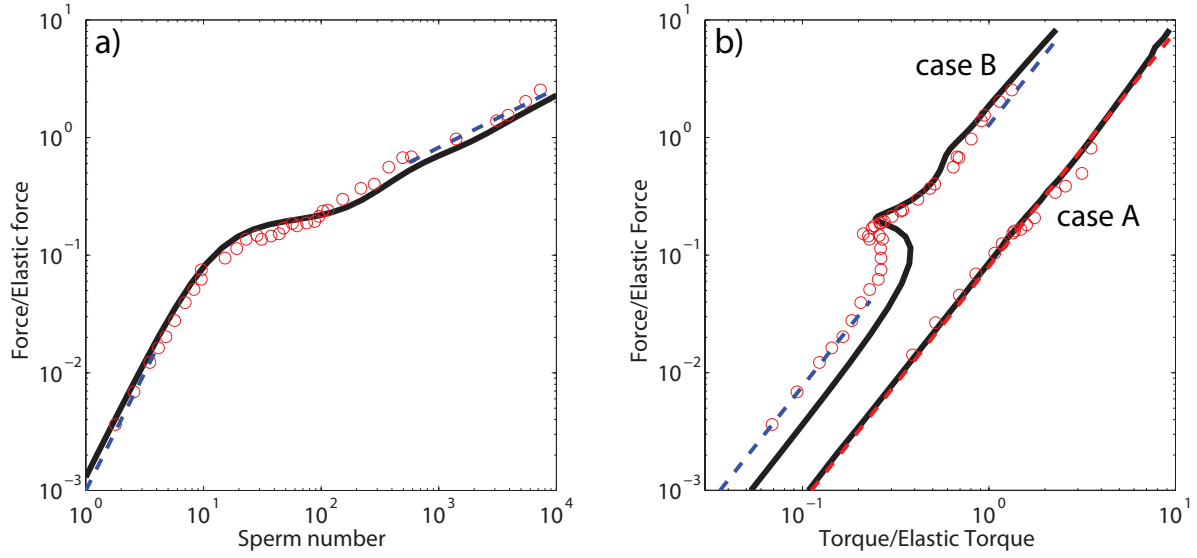 a)
Force/Elastic force
10^1
10^0
10^-1
10^-2
10^-3
10^0
10^1
10^2
10^3
10^4
Sperm number
b)
Force/Elastic Force
10^1
10^0
10^-1
10^-2
10^-3
case B
case A
10^-1
10^0
10^1
Torque/Elastic Torque